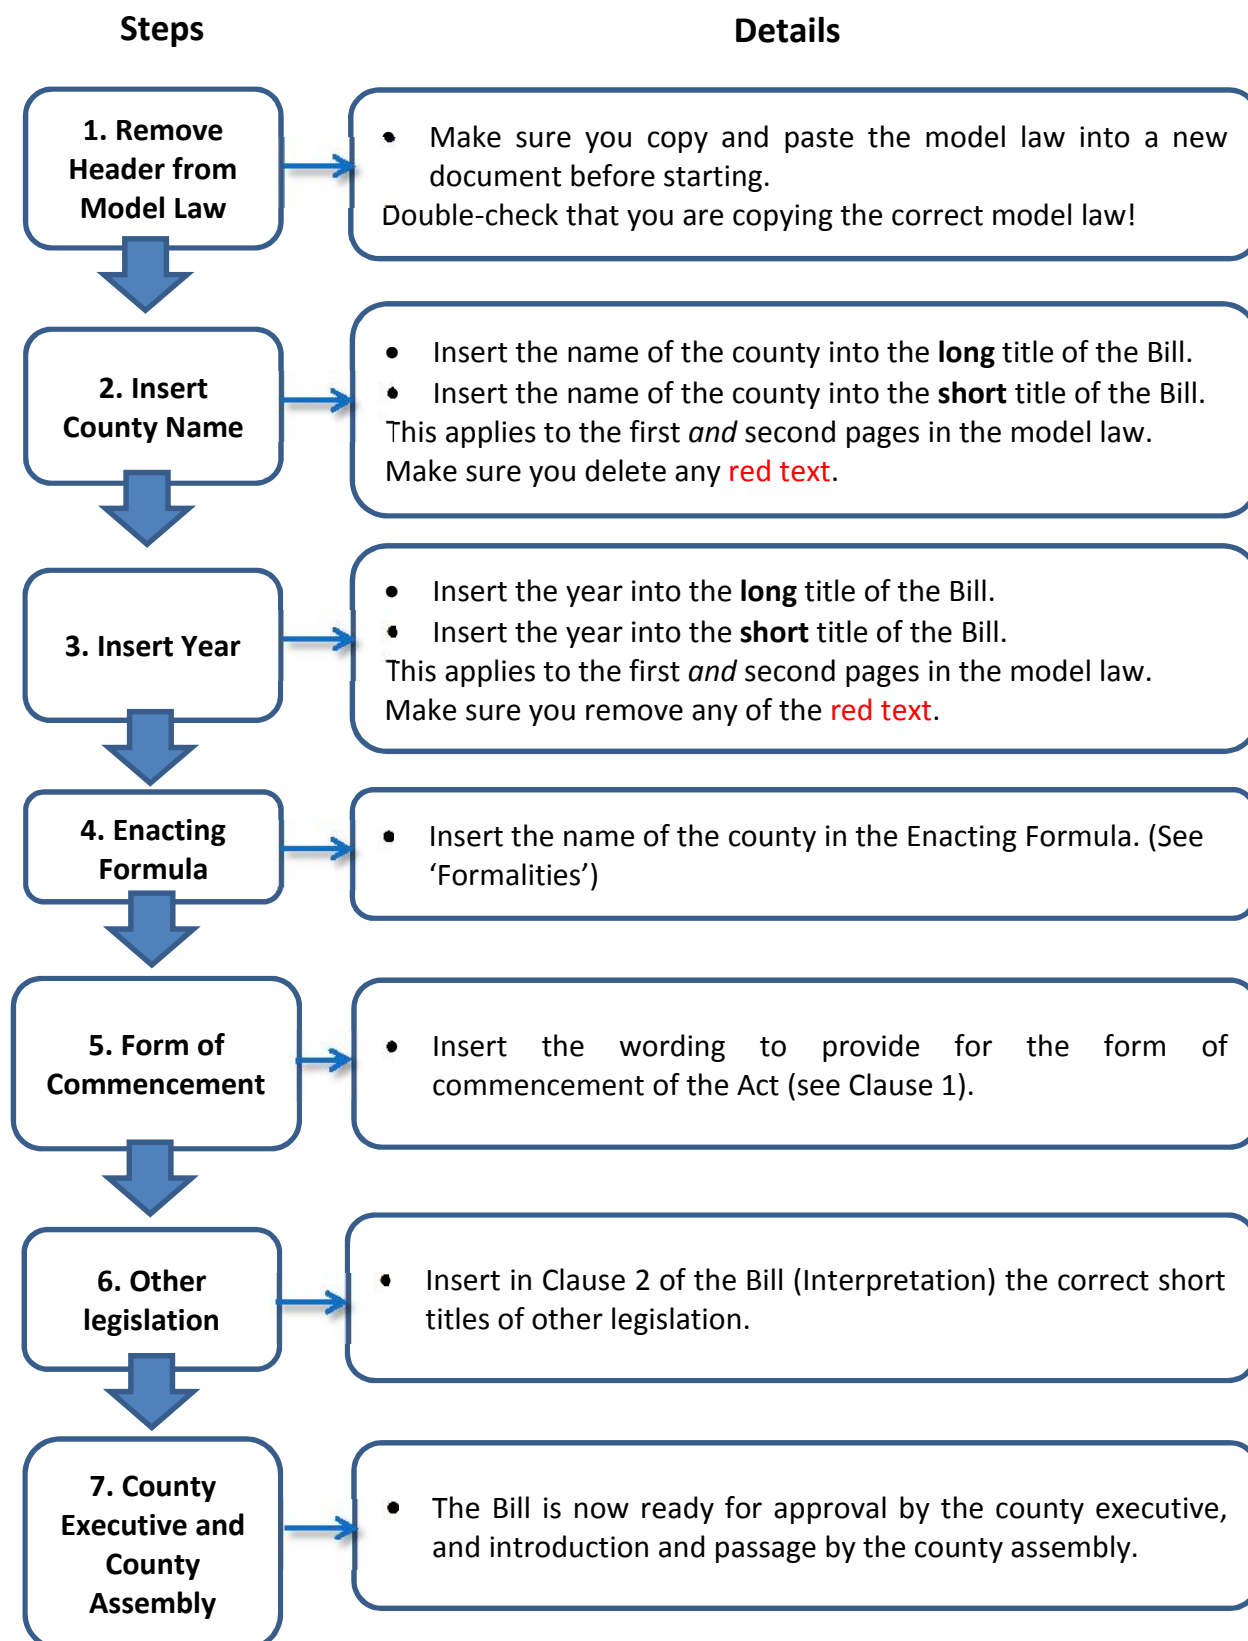 Steps
Details
1. Remove
Header from
Model Law
• Make sure you copy and paste the model law into a new
document before starting.
Double-check that you are copying the correct model law!
2. Insert
County Name
• Insert the name of the county into the long title of the Bill.
• Insert the name of the county into the short title of the Bill.
This applies to the first and second pages in the model law.
Make sure you delete any red text.
3. Insert Year
• Insert the year into the long title of the Bill.
• Insert the year into the short title of the Bill.
This applies to the first and second pages in the model law.
Make sure you remove any of the red text.
4. Enacting
Formula
• Insert the name of the county in the Enacting Formula. (See
‘Formalities’)
5. Form of
Commencement
• Insert the wording to provide for the form of
commencement of the Act (see Clause 1).
6. Other
legislation
• Insert in Clause 2 of the Bill (Interpretation) the correct short
titles of other legislation.
7. County
Executive and
County
Assembly
• The Bill is now ready for approval by the county executive,
and introduction and passage by the county assembly.